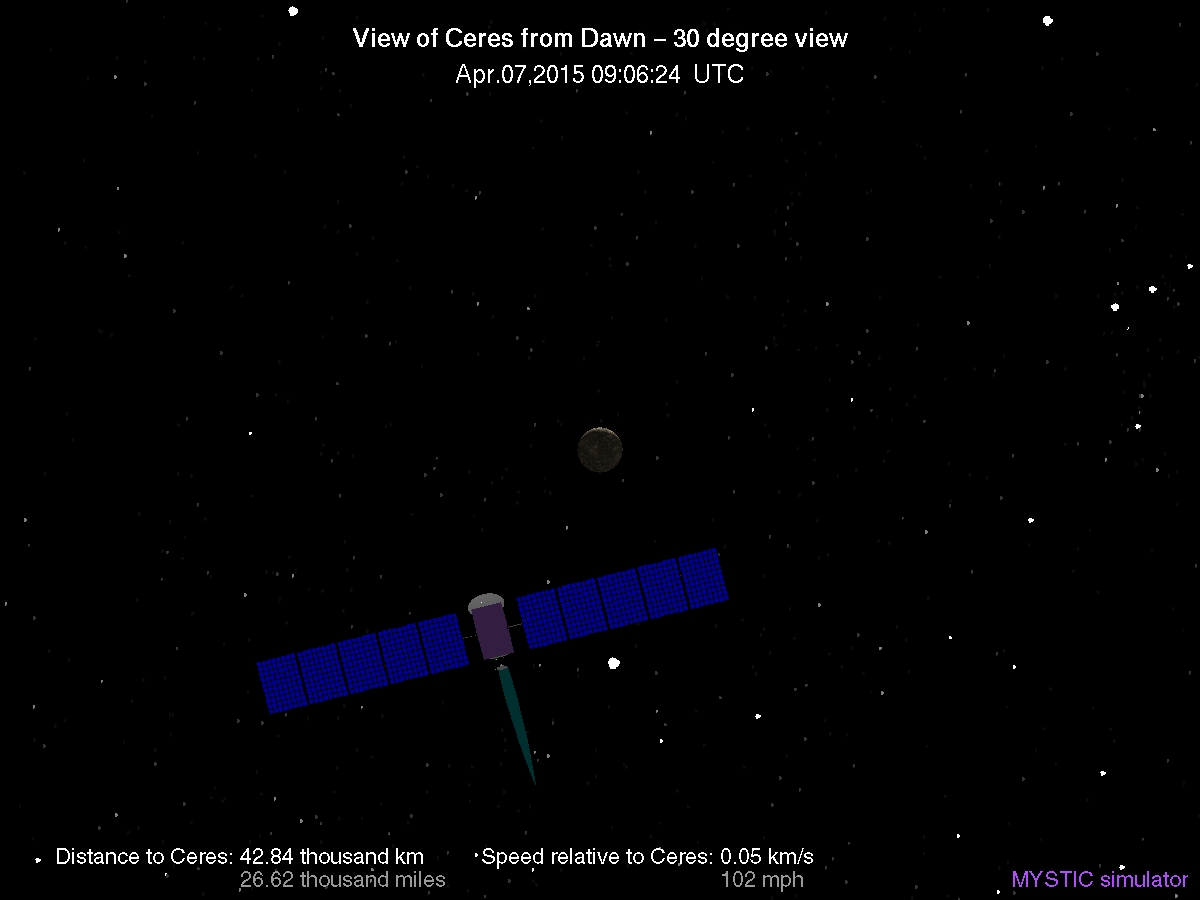 View of Ceres from Dawn – 30 degree view
Apr.07,2015 09:06:24 UTC
Distance to Ceres: 42.84 thousand km
26.62 thousand miles
Speed relative to Ceres: 0.05 km/s
102 mph
MYSTIC simulator